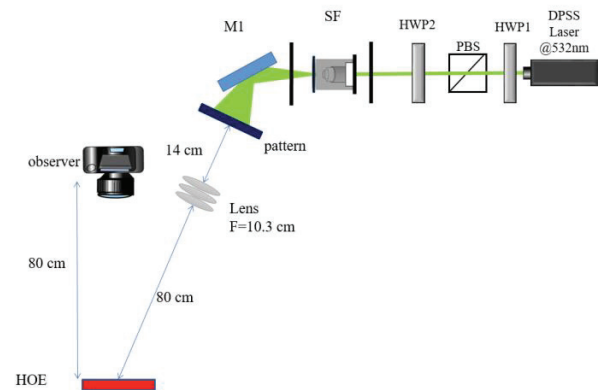 DPSS
Laser
@532nm
HWP1
PBS
HWP2
SF
M1
pattern
14 cm
observer
Lens
F=10.3 cm
80 cm
80 cm
HOE